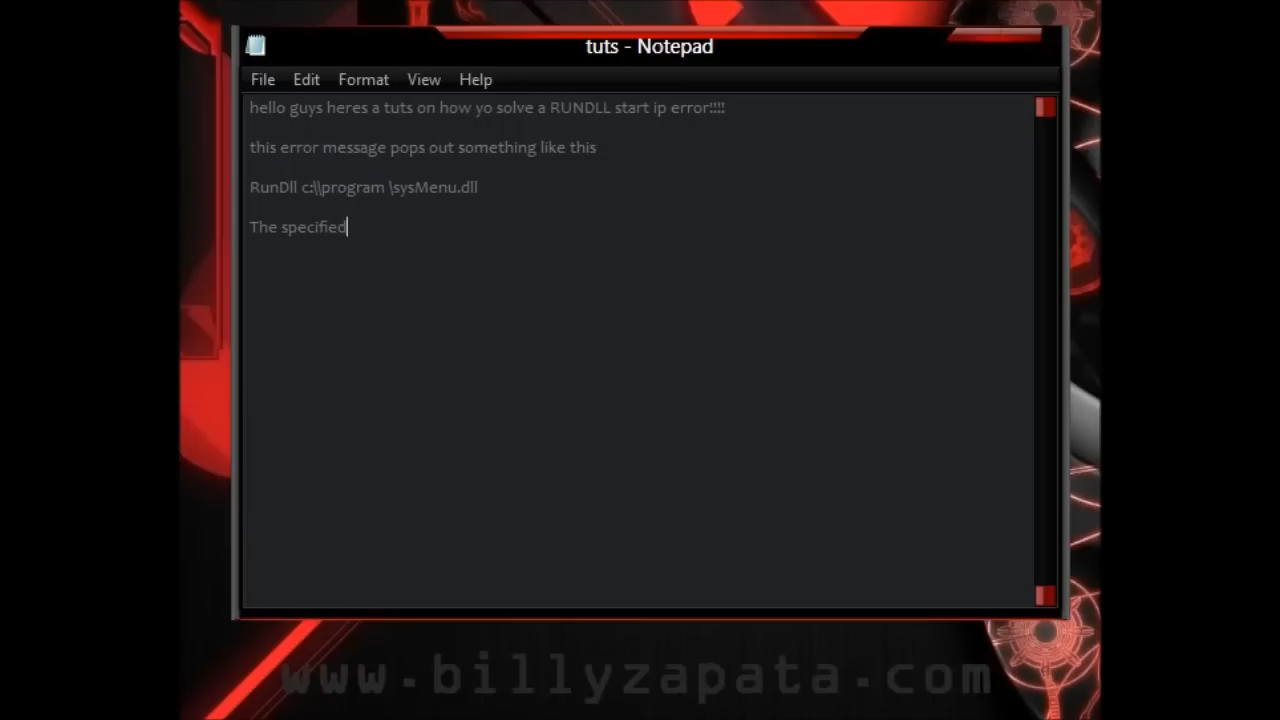 tuts - Notepad
File Edit Format View Help
hello guys heres a tuts on how yo solve a RUNDLL start ip error!!!!
this error message pops out something like this
RunDll c:\\program \sysMenu.dll
The specified
www.billyzapata.com